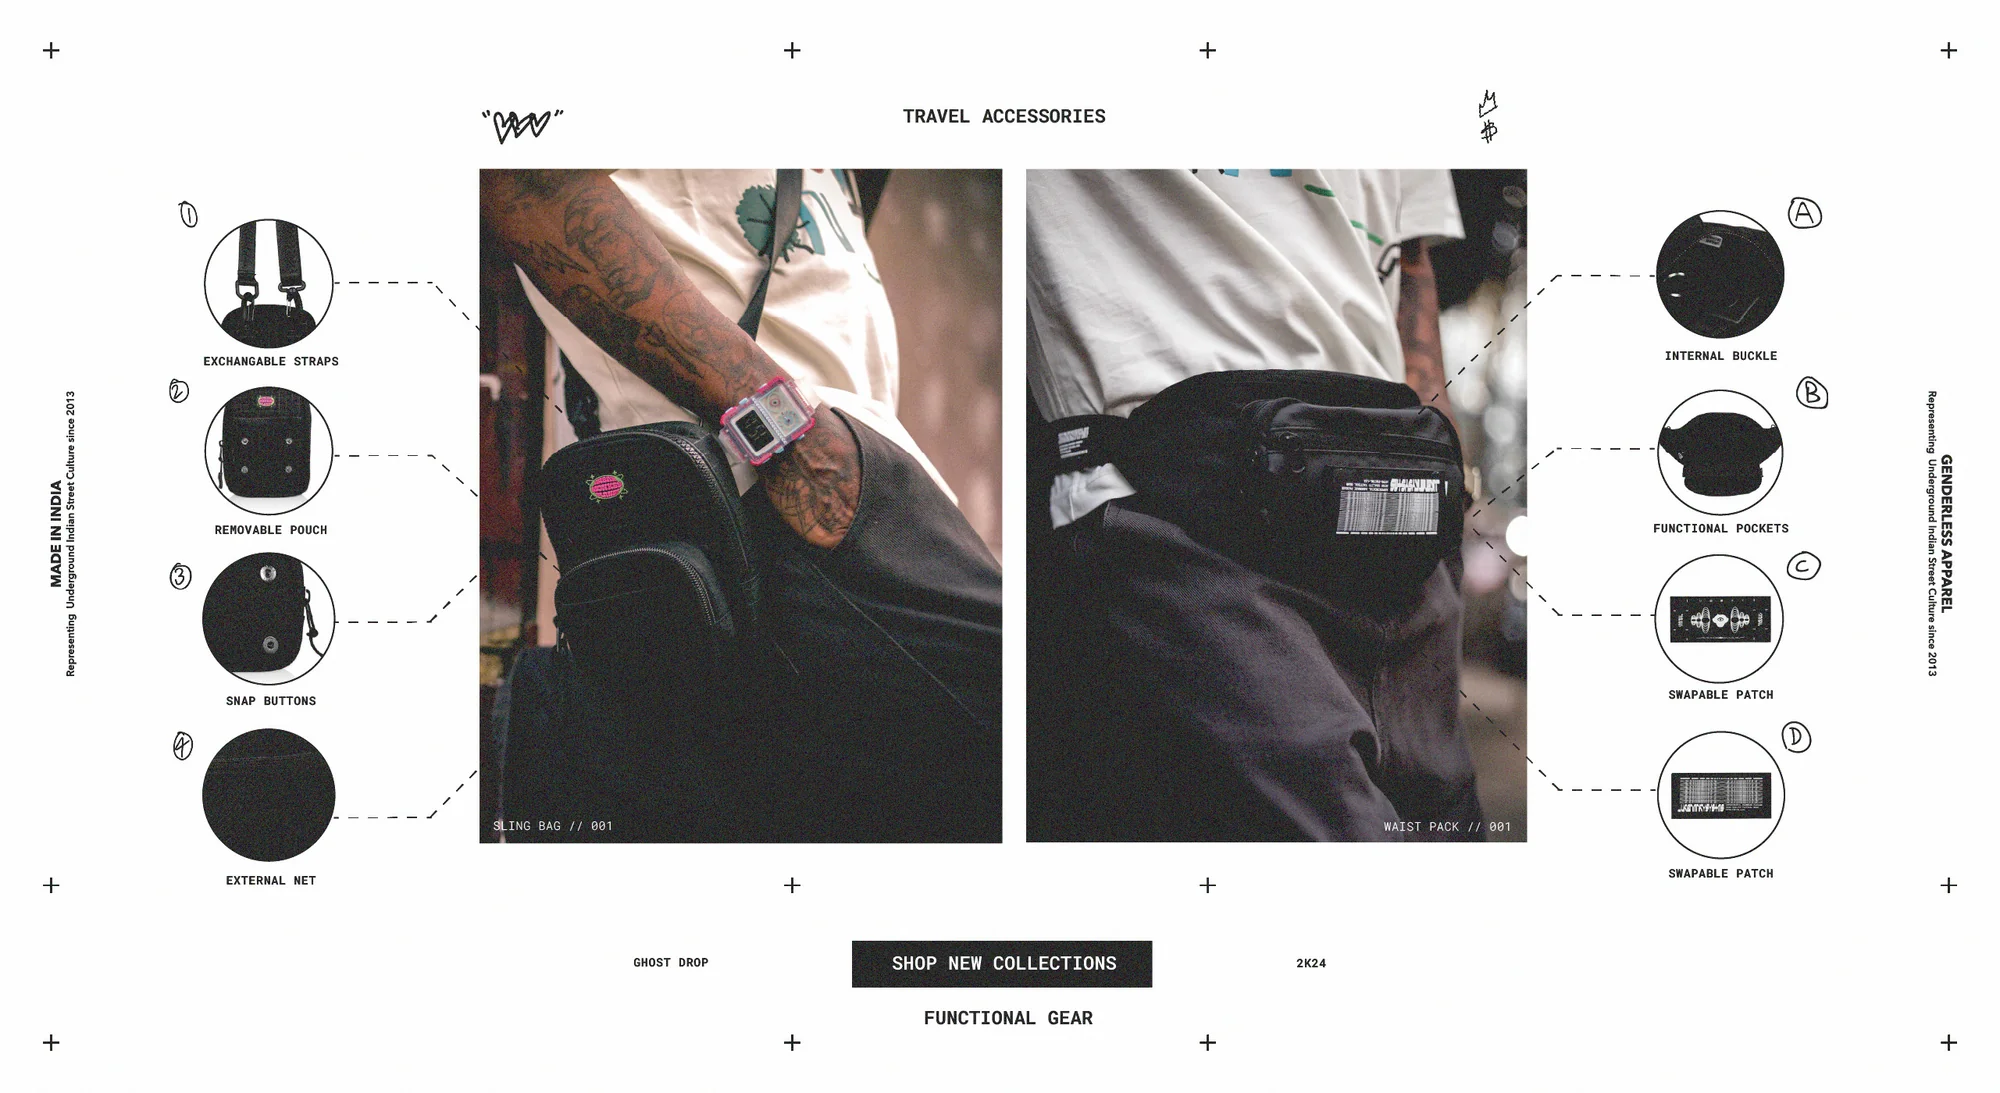 TRAVEL ACCESSORIES
1
EXCHANGABLE STRAPS
2
REMOVABLE POUCH
3
SNAP BUTTONS
4
EXTERNAL NET
MADE IN INDIA
Representing Underground Indian Street Culture since 2013
SLING BAG // 001
WAIST PACK // 001
A
INTERNAL BUCKLE
B
FUNCTIONAL POCKETS
C
SWAPABLE PATCH
D
SWAPABLE PATCH
GENDERLESS APPAREL
Representing Underground Indian Street Culture since 2013
GHOST DROP
SHOP NEW COLLECTIONS
2K24
FUNCTIONAL GEAR